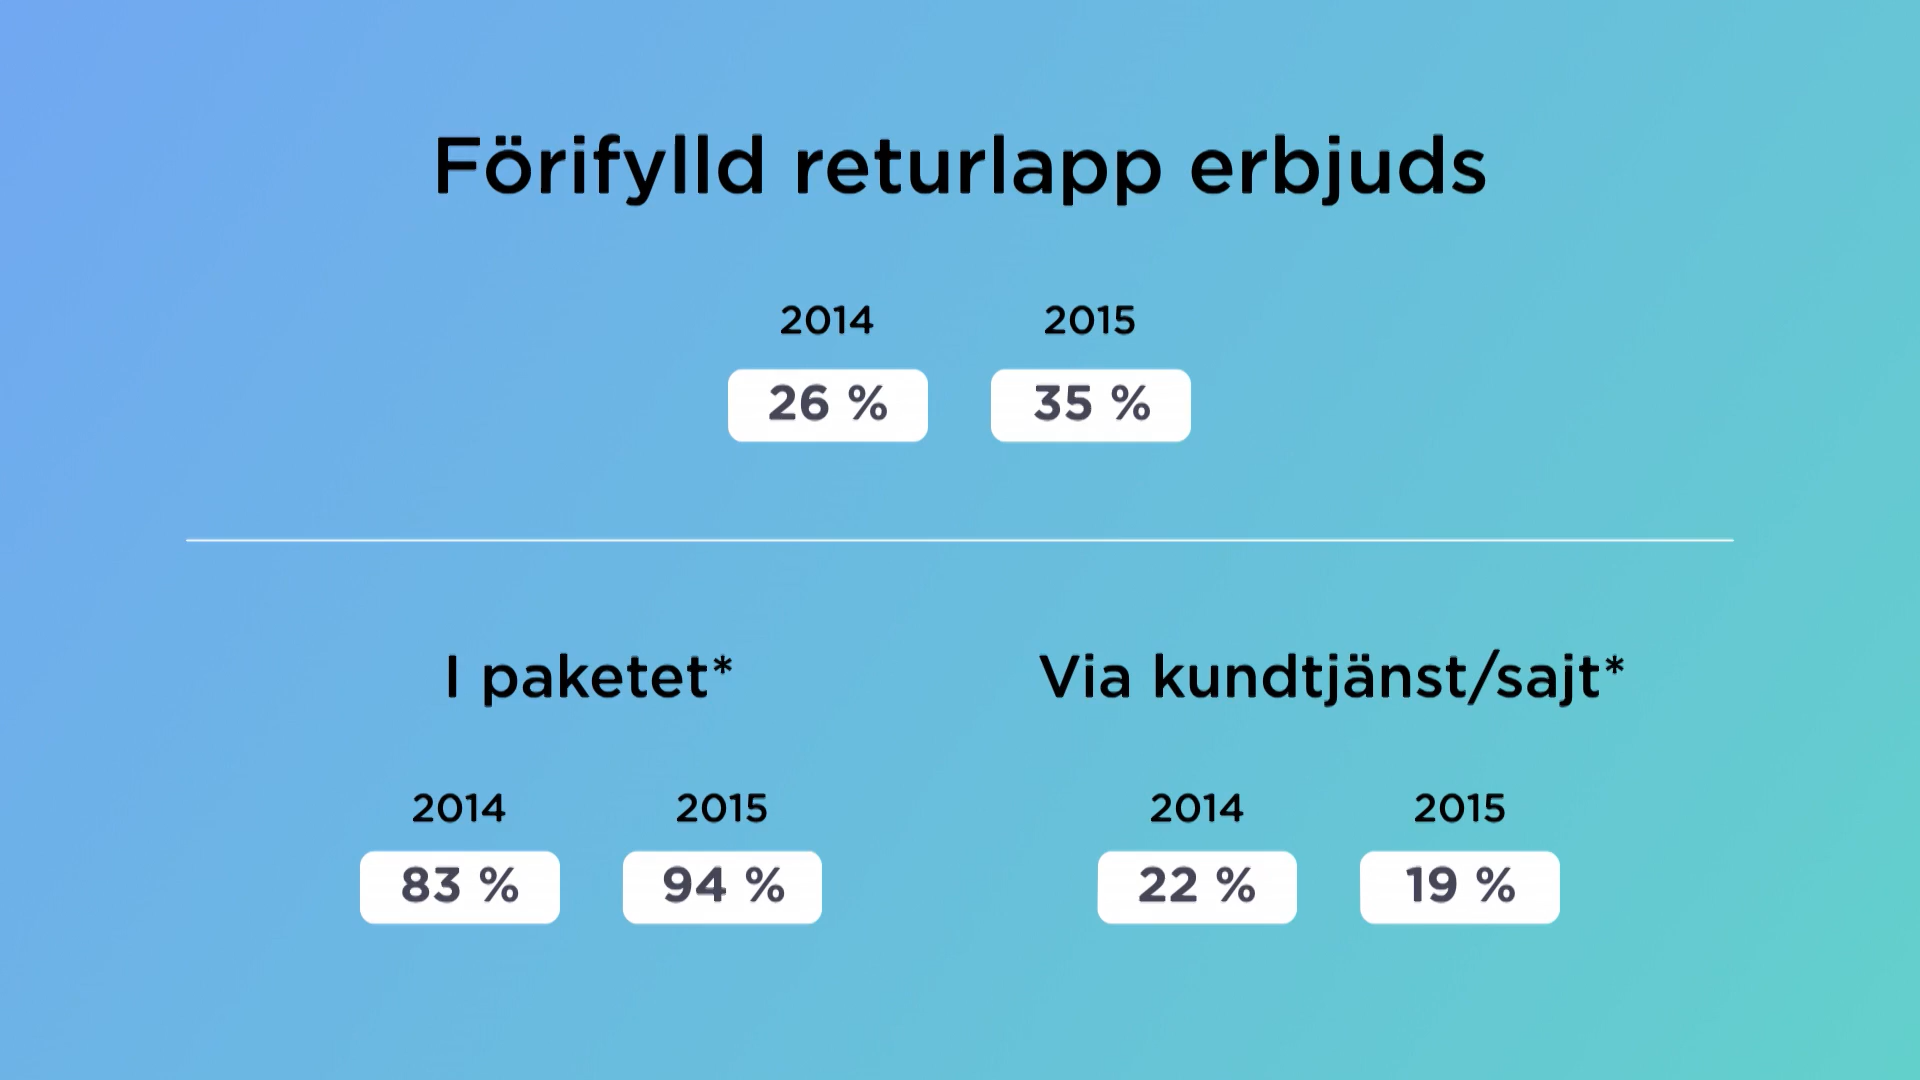 Förifylld returlapp erbjuds
2014 2015
26 % 35 %
I paketet* Via kundtjänst/sajt*
2014 2015 2014 2015
83 % 94 % 22 % 19 %